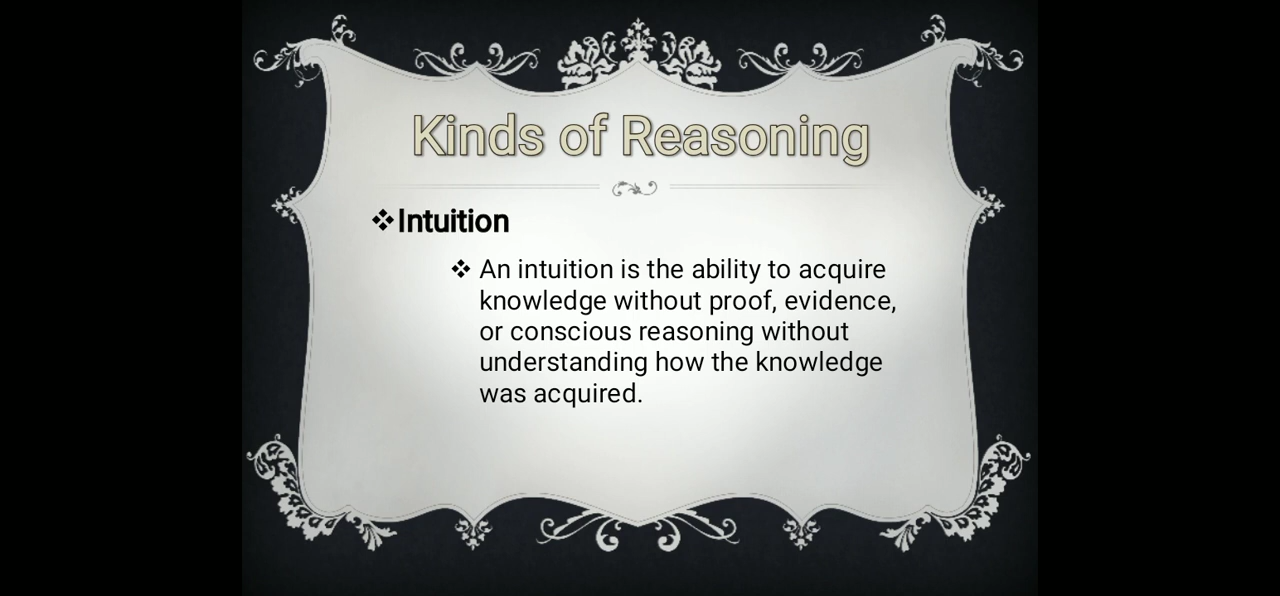 Kinds of Reasoning
❖Intuition
❖ An intuition is the ability to acquire
knowledge without proof, evidence,
or conscious reasoning without
understanding how the knowledge
was acquired.